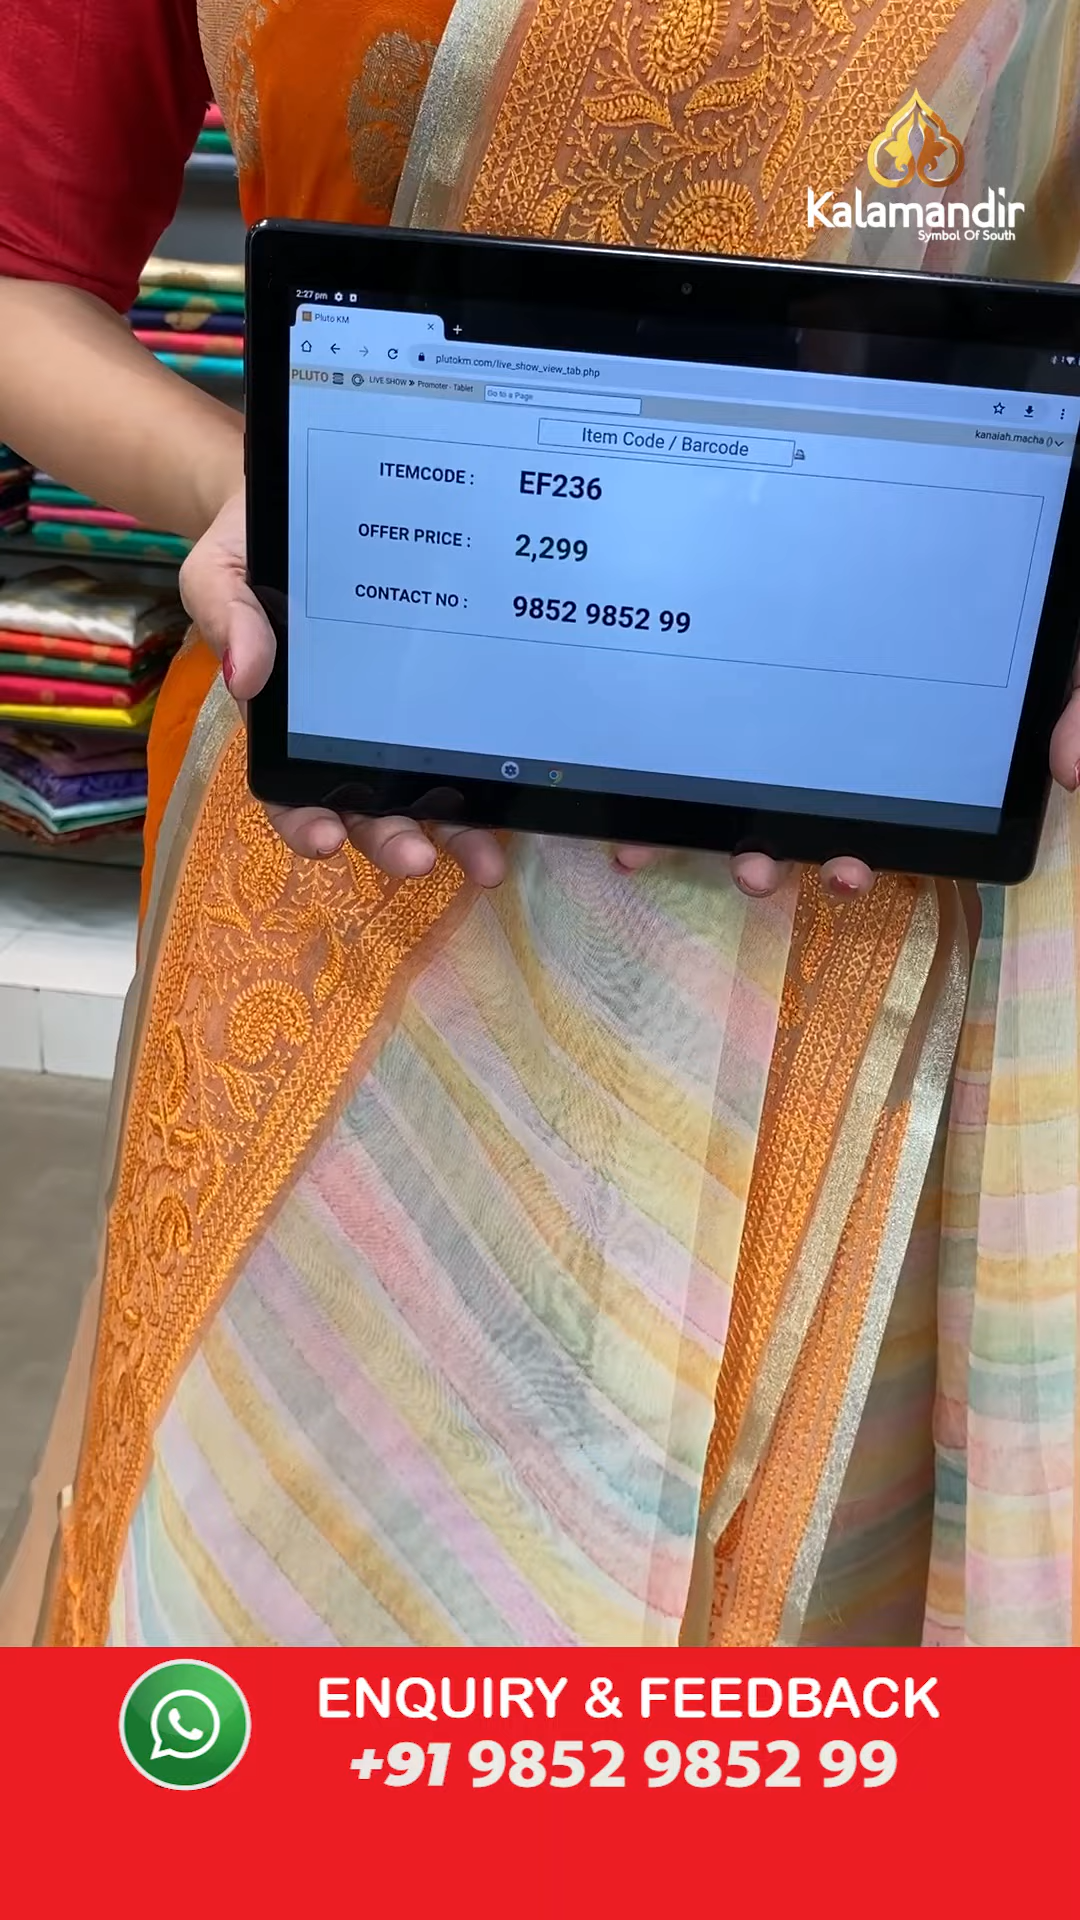 Kalamandir
Symbol Of South
2:27 pm
Pluto KM
plutokm.com/live_show_view_tab.php
PLUTO
LIVE SHOW
Promoter - Tablet
Go to a Page
kanaiah.macha ()
Item Code / Barcode
ITEMCODE : EF236
OFFER PRICE : 2,299
CONTACT NO : 9852 9852 99
ENQUIRY & FEEDBACK
+91 9852 9852 99